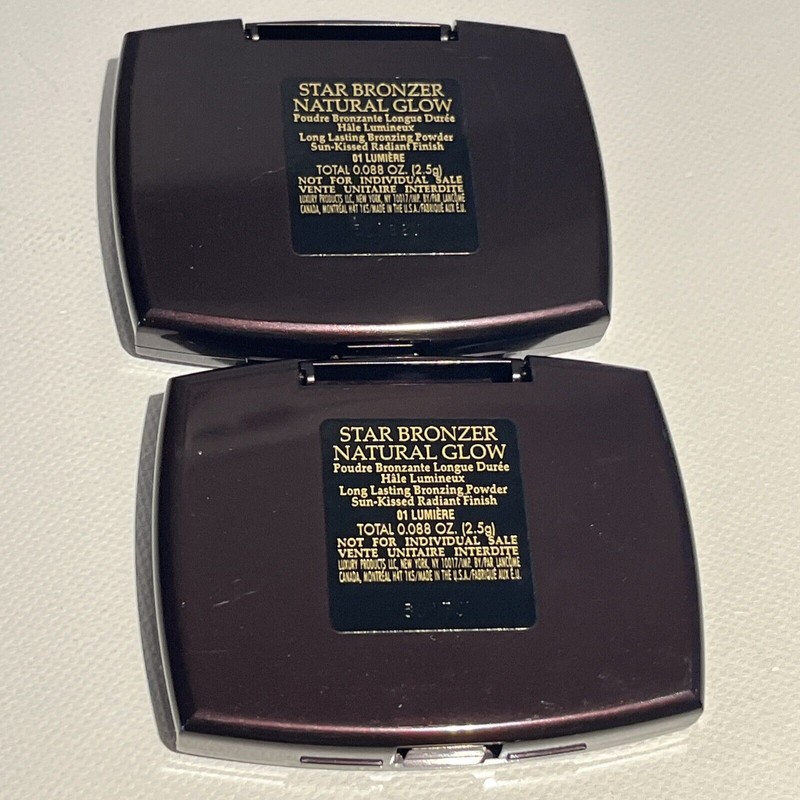 STAR BRONZER
NATURAL GLOW
Poudre Bronzante Longue Durée
Hâle Lumineux
Long Lasting Bronzing Powder
Sun-Kissed Radiant Finish
01 LUMIÈRE
TOTAL 0.088 OZ. (2.5g)
NOT FOR INDIVIDUAL SALE
VENTE UNITAIRE INTERDITE
LUXURY PRODUCTS LLC, NEW YORK, NY 10017/IMP. BY/PAR LANCÔME
CANADA, MONTRÉAL H4T 1K5/MADE IN THE U.S.A./FABRIQUÉ AUX É.U.
STAR BRONZER
NATURAL GLOW
Poudre Bronzante Longue Durée
Hâle Lumineux
Long Lasting Bronzing Powder
Sun-Kissed Radiant Finish
01 LUMIÈRE
TOTAL 0.088 OZ. (2.5g)
NOT FOR INDIVIDUAL SALE
VENTE UNITAIRE INTERDITE
LUXURY PRODUCTS LLC, NEW YORK, NY 10017/IMP. BY/PAR LANCÔME
CANADA, MONTRÉAL H4T 1K5/MADE IN THE U.S.A./FABRIQUÉ AUX É.U.